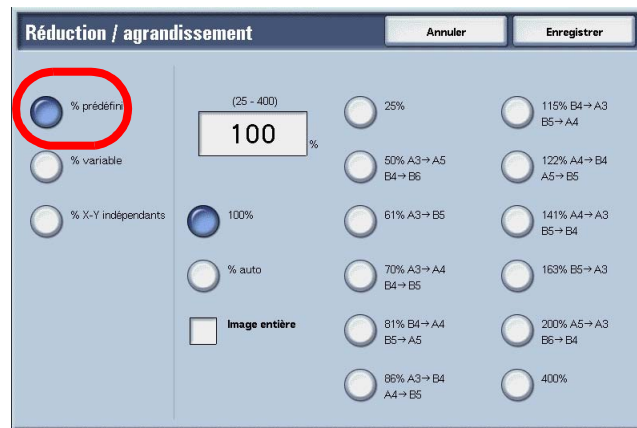 Réduction / agrandissement
Annuler
Enregistrer
% prédéfini
% variable
% X-Y indépendants
(25 - 400)
100
%
100%
% auto
Image entière
25%
50% A3→A5
B4→B6
61% A3→B5
70% A3→A4
B4→B5
81% B4→A4
B5→A5
86% A3→B4
A4→B5
115% B4→A3
B5→A4
122% A4→B4
A5→B5
141% A4→A3
B5→B4
163% B5→A3
200% A5→A3
B6→B4
400%